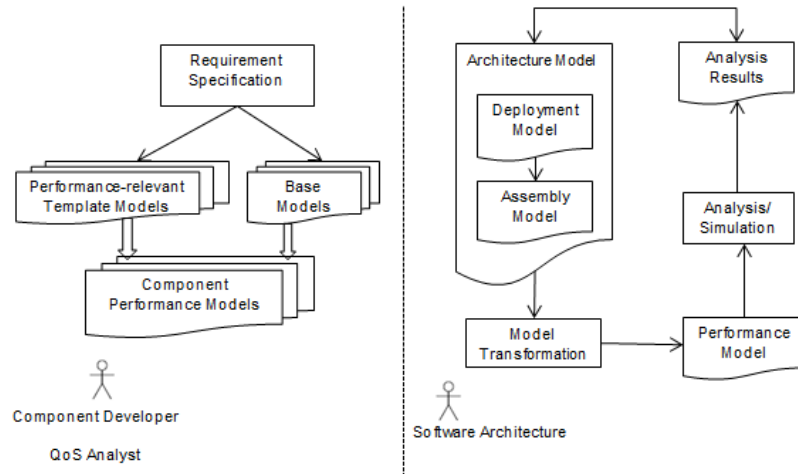 Requirement
Specification
Performance-relevant
Template Models
Base
Models
Component
Performance Models
Component Developer
QoS Analyst
Architecture Model
Deployment
Model
Assembly
Model
Model
Transformation
Analysis
Results
Analysis/
Simulation
Performance
Model
Software Architecture